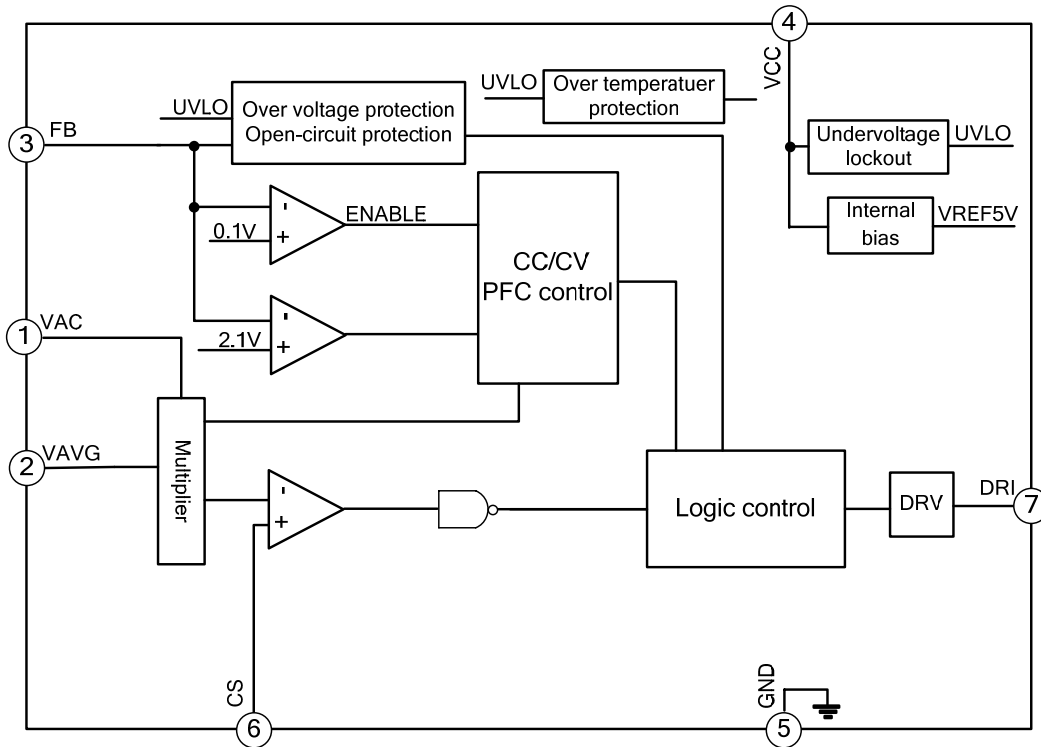 4
VCC
UVLO
Over temperatuer
protection
UVLO
Over voltage protection
Open-circuit protection
3
FB
Undervoltage
lockout
UVLO
-
ENABLE
0.1V
+
Internal
bias
VREF5V
CC/CV
PFC control
1
VAC
-
2.1V
+
2
VAVG
Multiplier
-
+
Logic control
DRV
DRI
7
CS
6
GND
5